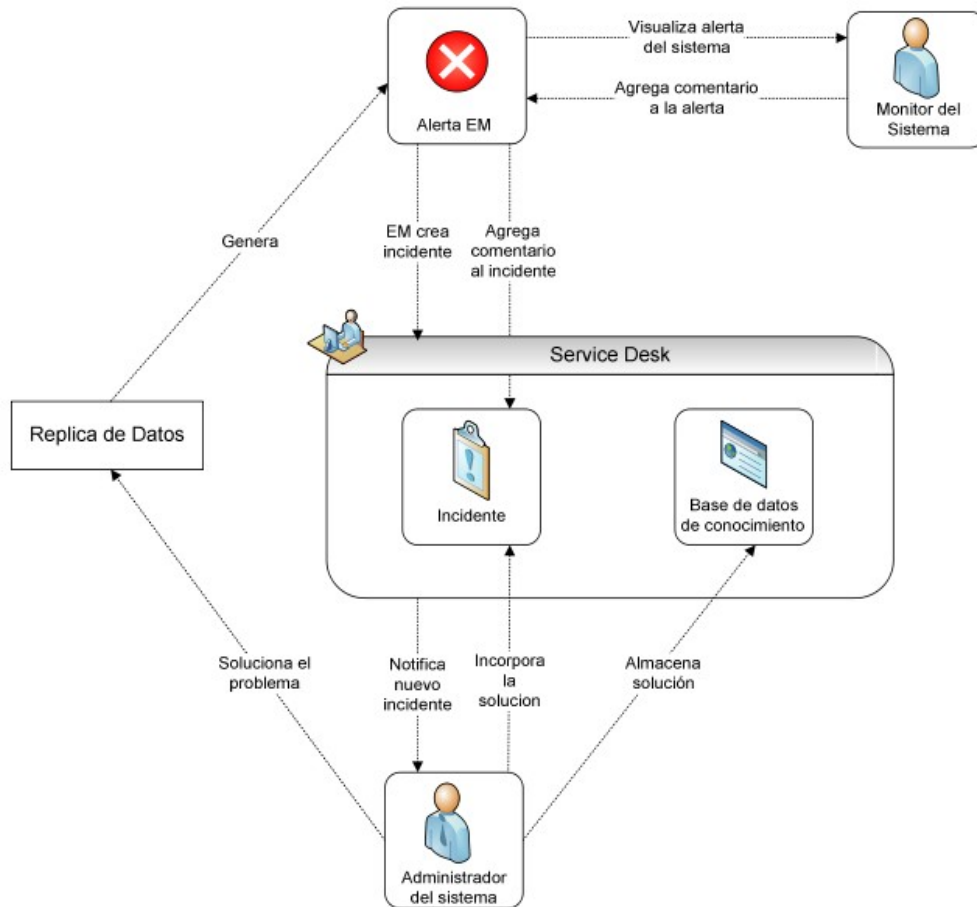 Visualiza alerta
del sistema
Agrega comentario
a la alerta
Alerta EM
Monitor del
Sistema
Genera
EM crea
incidente
Agrega
comentario
al incidente
Service Desk
Replica de Datos
Incidente
Base de datos
de conocimiento
Soluciona el
problema
Notifica
nuevo
incidente
Incorpora
la
solucion
Almacena
solución
Administrador
del sistema